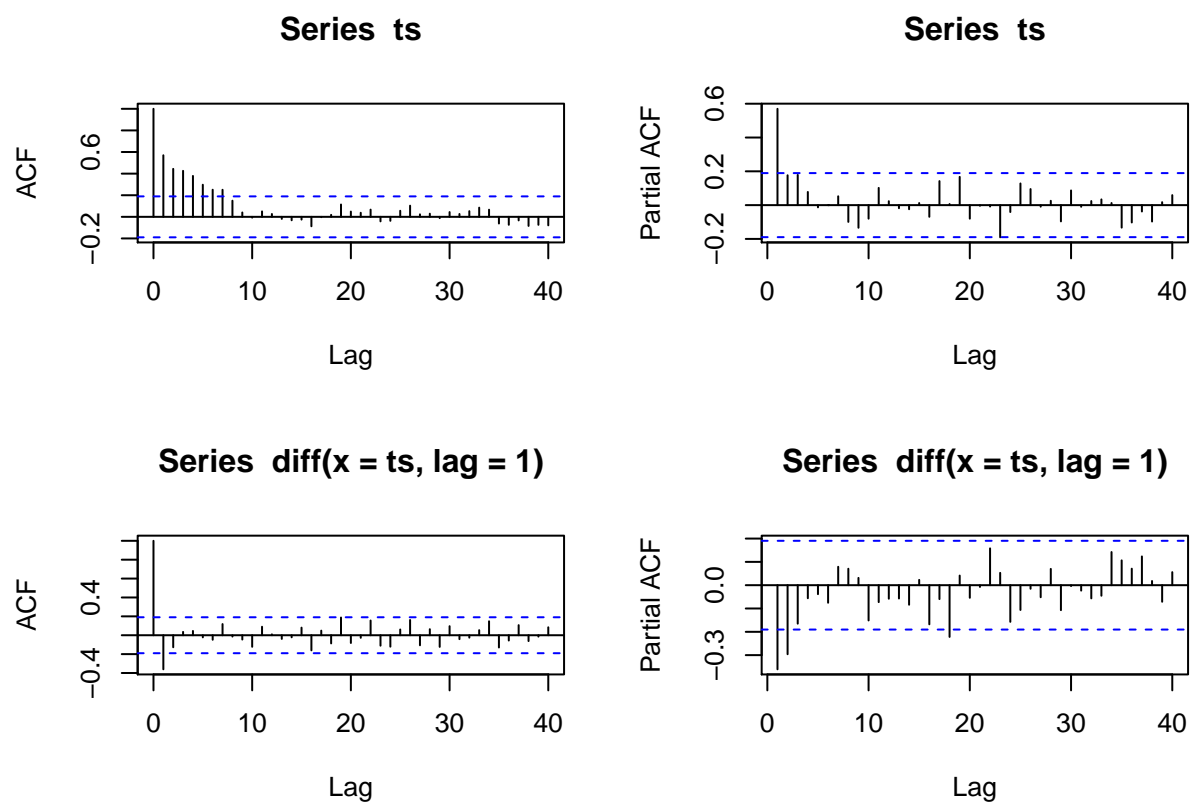 Series ts
ACF
0.6
−0.2
0 10 20 30 40
Lag
Series ts
Partial ACF
0.6
0.2
−0.2
0 10 20 30 40
Lag
Series diff(x = ts, lag = 1)
ACF
0.4
−0.4
0 10 20 30 40
Lag
Series diff(x = ts, lag = 1)
Partial ACF
0.0
−0.3
0 10 20 30 40
Lag